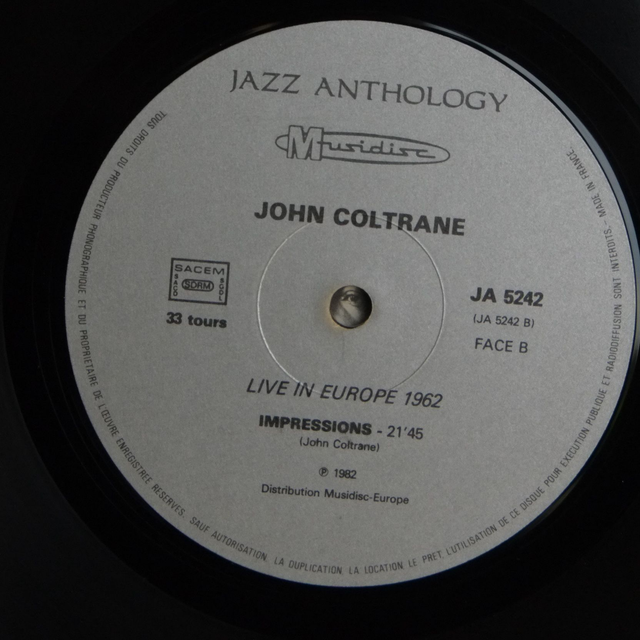 JAZZ ANTHOLOGY
Musidisc
JOHN COLTRANE
SACEM
SDRM
33 tours
JA 5242
(JA 5242 B)
FACE B
LIVE IN EUROPE 1962
IMPRESSIONS - 21'45
(John Coltrane)
℗ 1982
Distribution Musidisc-Europe
TOUS DROITS DU PRODUCTEUR PHONOGRAPHIQUE ET DU PROPRIETAIRE DE L'ŒUVRE ENREGISTREE RESERVES. SAUF AUTORISATION, LA DUPLICATION, LA LOCATION LE PRET, L'UTILISATION DE CE DISQUE POUR EXECUTION PUBLIQUE ET RADIODIFFUSION SONT INTERDITS. MADE IN FRANCE.